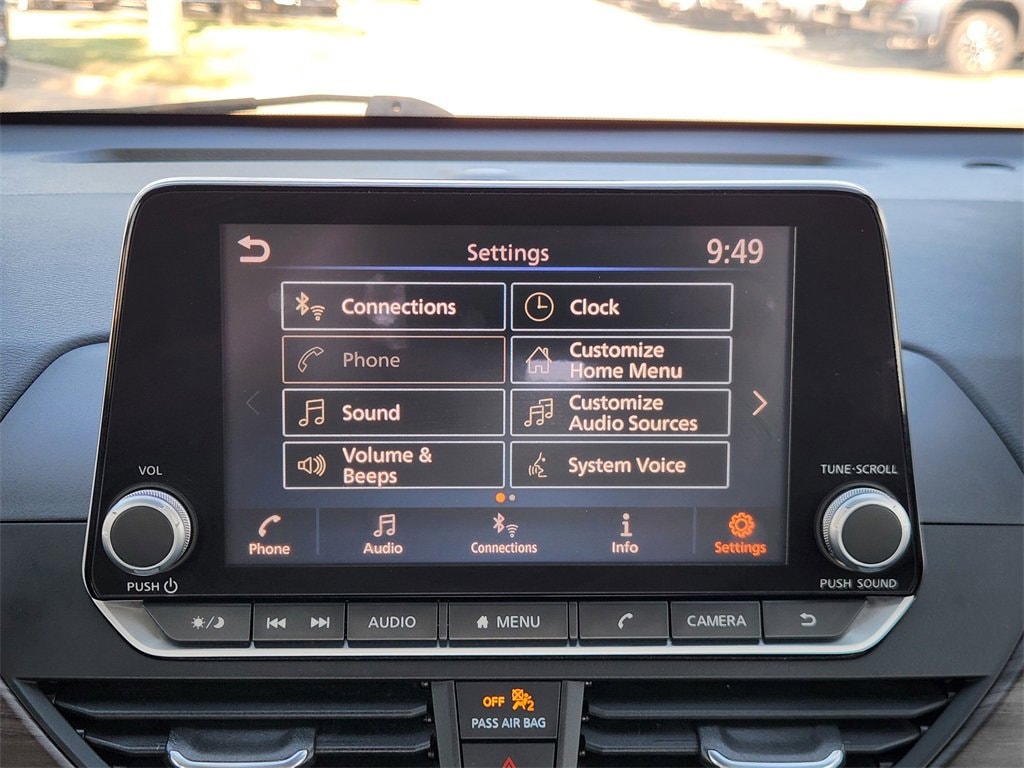 Settings
9:49
Connections
Clock
Phone
Customize
Home Menu
Sound
Customize
Audio Sources
Volume &
Beeps
System Voice
VOL
TUNE·SCROLL
Phone
Audio
Connections
Info
Settings
PUSH
PUSH SOUND
AUDIO
MENU
CAMERA
OFF
2
PASS AIR BAG